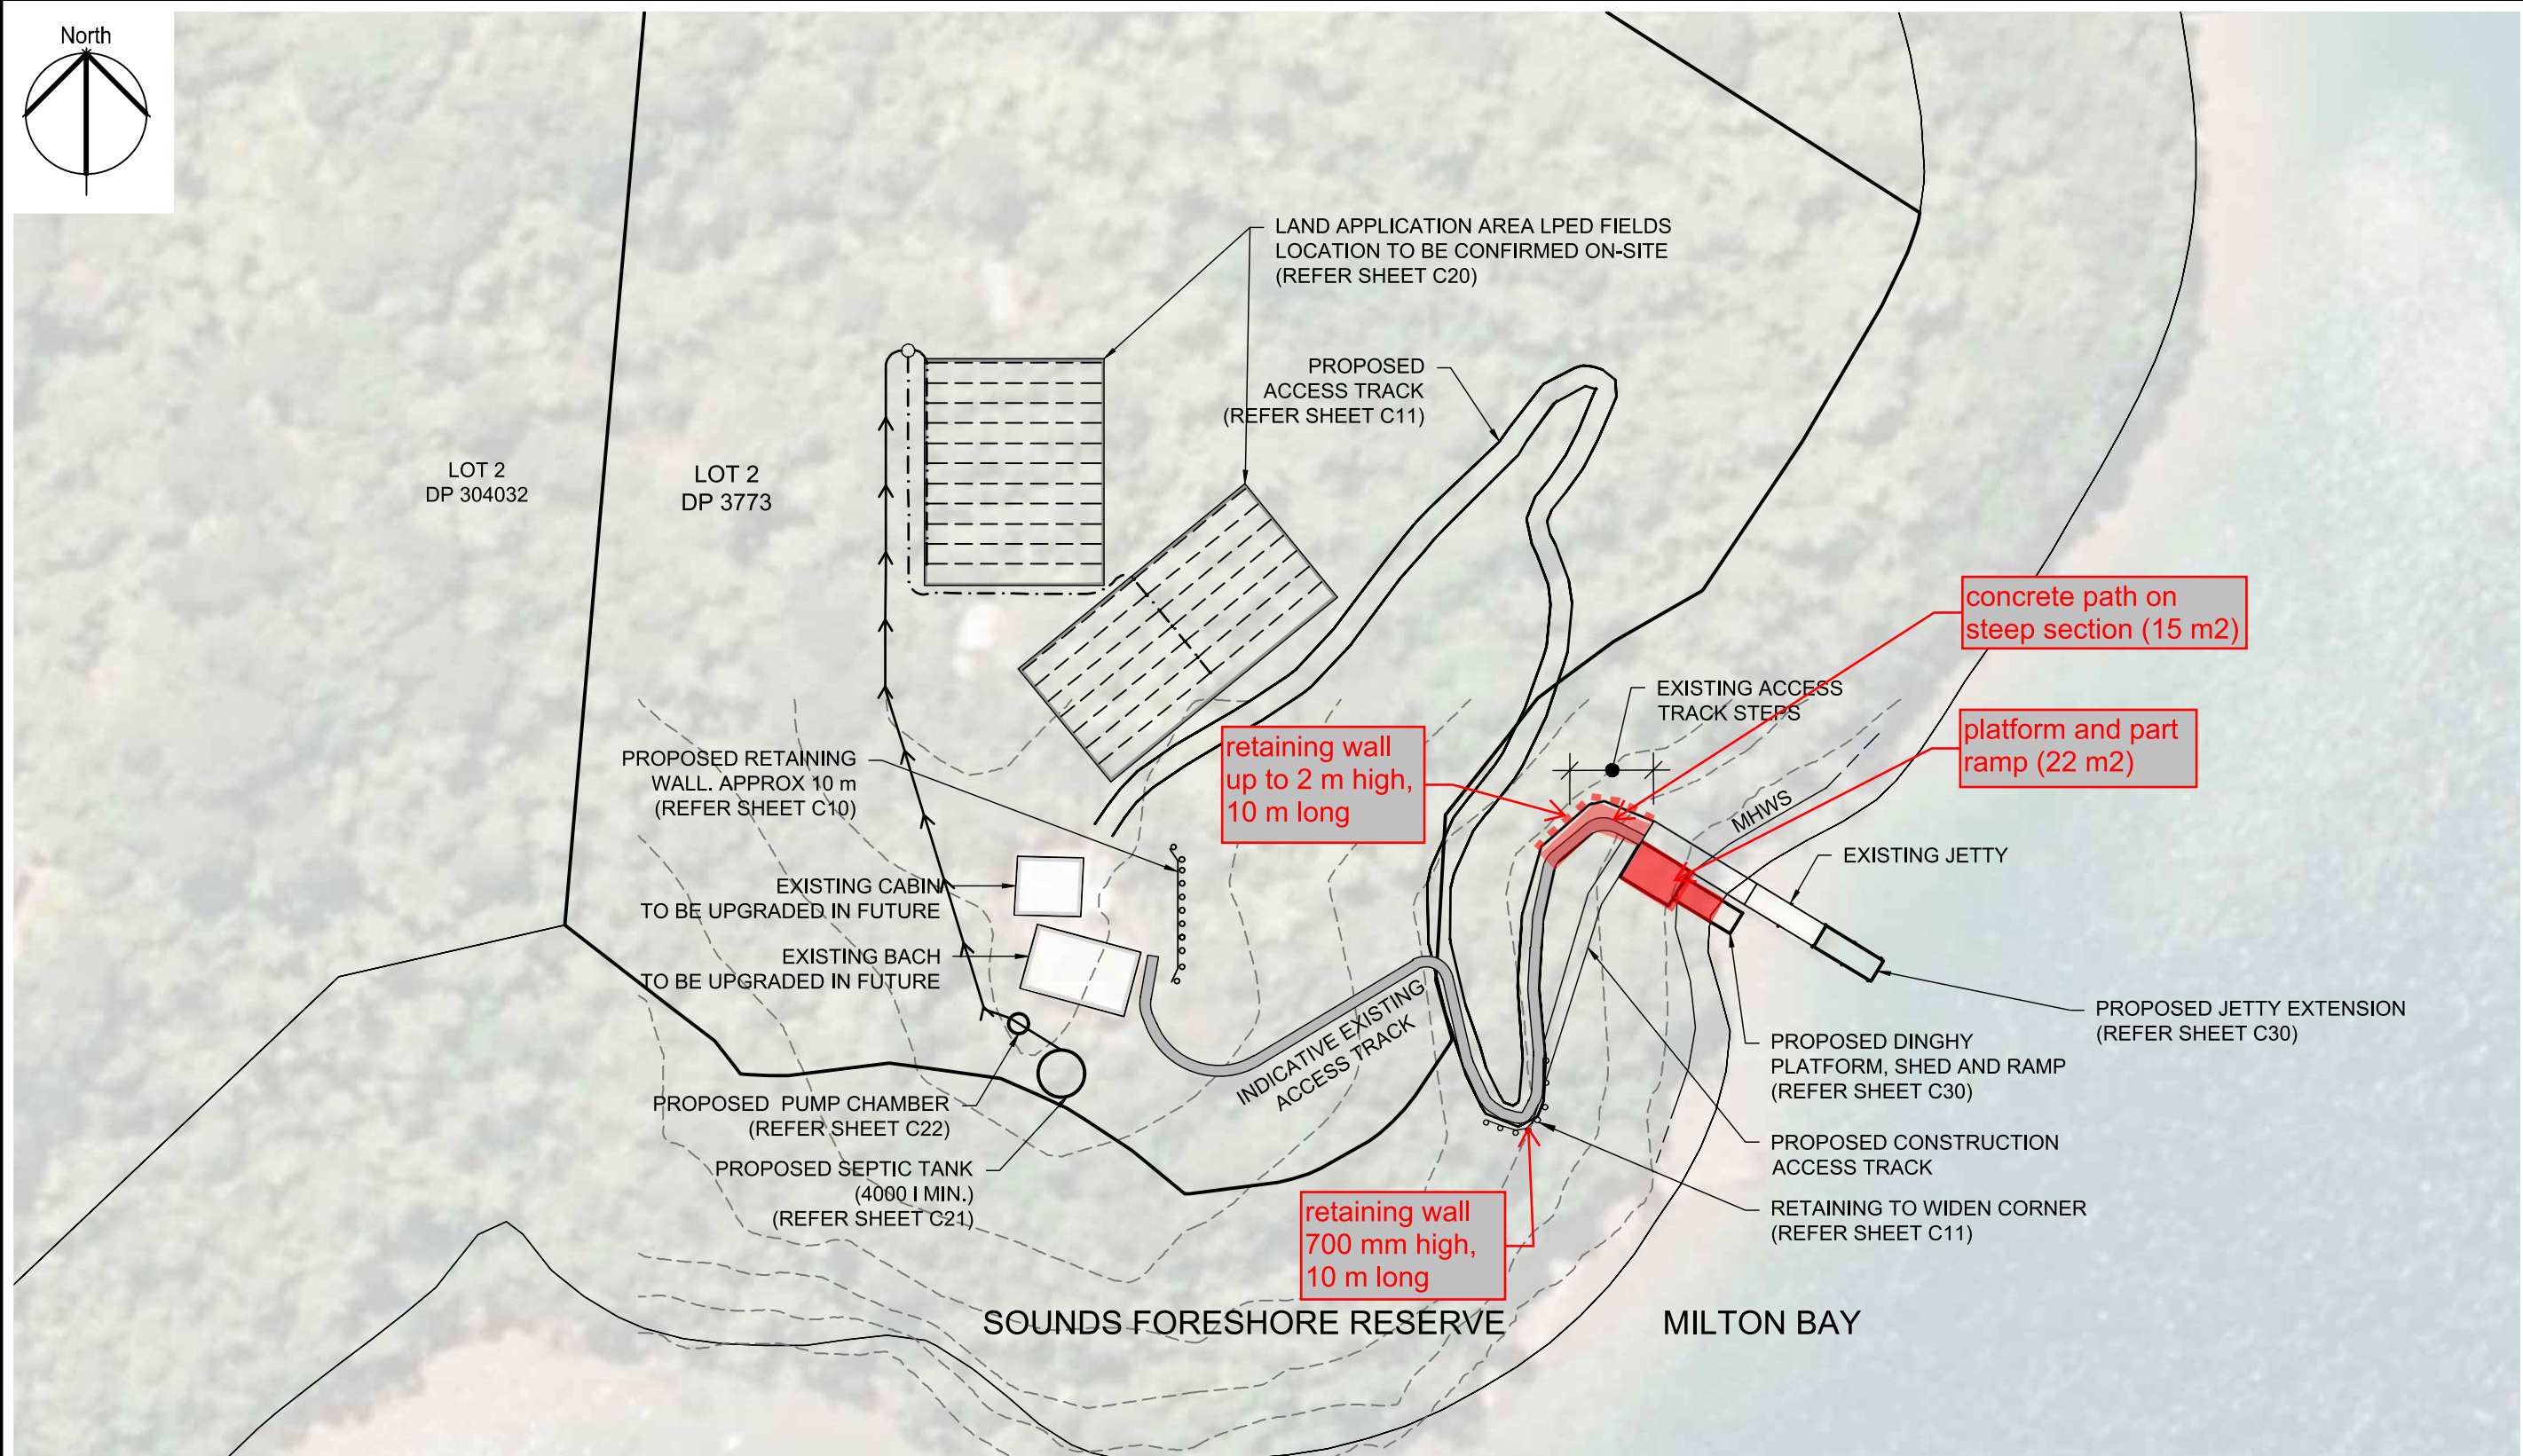 North
LAND APPLICATION AREA LPED FIELDS
LOCATION TO BE CONFIRMED ON-SITE
(REFER SHEET C20)
PROPOSED
ACCESS TRACK
(REFER SHEET C11)
LOT 2
DP 304032
LOT 2
DP 3773
concrete path on
steep section (15 m2)
EXISTING ACCESS
TRACK STEPS
platform and part
ramp (22 m2)
retaining wall
up to 2 m high,
10 m long
PROPOSED RETAINING
WALL. APPROX 10 m
(REFER SHEET C10)
MHWS
EXISTING JETTY
EXISTING CABIN
TO BE UPGRADED IN FUTURE
EXISTING BACH
TO BE UPGRADED IN FUTURE
INDICATIVE EXISTING
ACCESS TRACK
PROPOSED JETTY EXTENSION
(REFER SHEET C30)
PROPOSED DINGHY
PLATFORM, SHED AND RAMP
(REFER SHEET C30)
PROPOSED PUMP CHAMBER
(REFER SHEET C22)
PROPOSED CONSTRUCTION
ACCESS TRACK
PROPOSED SEPTIC TANK
(4000 l MIN.)
(REFER SHEET C21)
RETAINING TO WIDEN CORNER
(REFER SHEET C11)
retaining wall
700 mm high,
10 m long
SOUNDS FORESHORE RESERVE
MILTON BAY